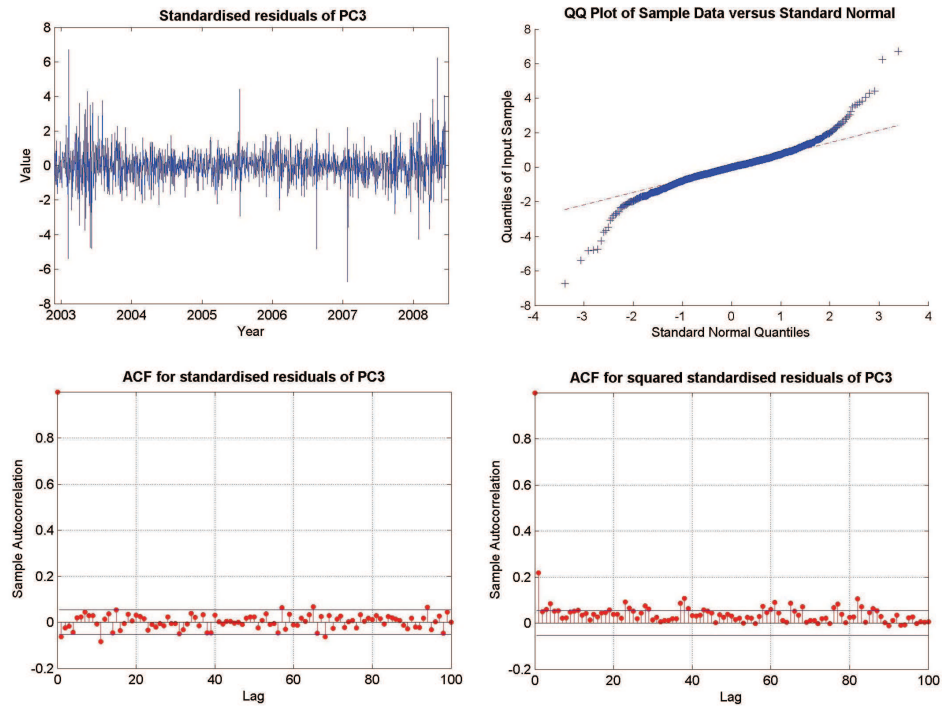 Standardised residuals of PC3
8
6
4
2
0
-2
-4
-6
-8
Value
2003 2004 2005 2006 2007 2008
Year
QQ Plot of Sample Data versus Standard Normal
8
6
4
2
0
-2
-4
-6
-8
Quantiles of Input Sample
-4 -3 -2 -1 0 1 2 3 4
Standard Normal Quantiles
ACF for standardised residuals of PC3
0.8
0.6
0.4
0.2
0
-0.2
Sample Autocorrelation
0 20 40 60 80 100
Lag
ACF for squared standardised residuals of PC3
0.8
0.6
0.4
0.2
0
-0.2
Sample Autocorrelation
0 20 40 60 80 100
Lag